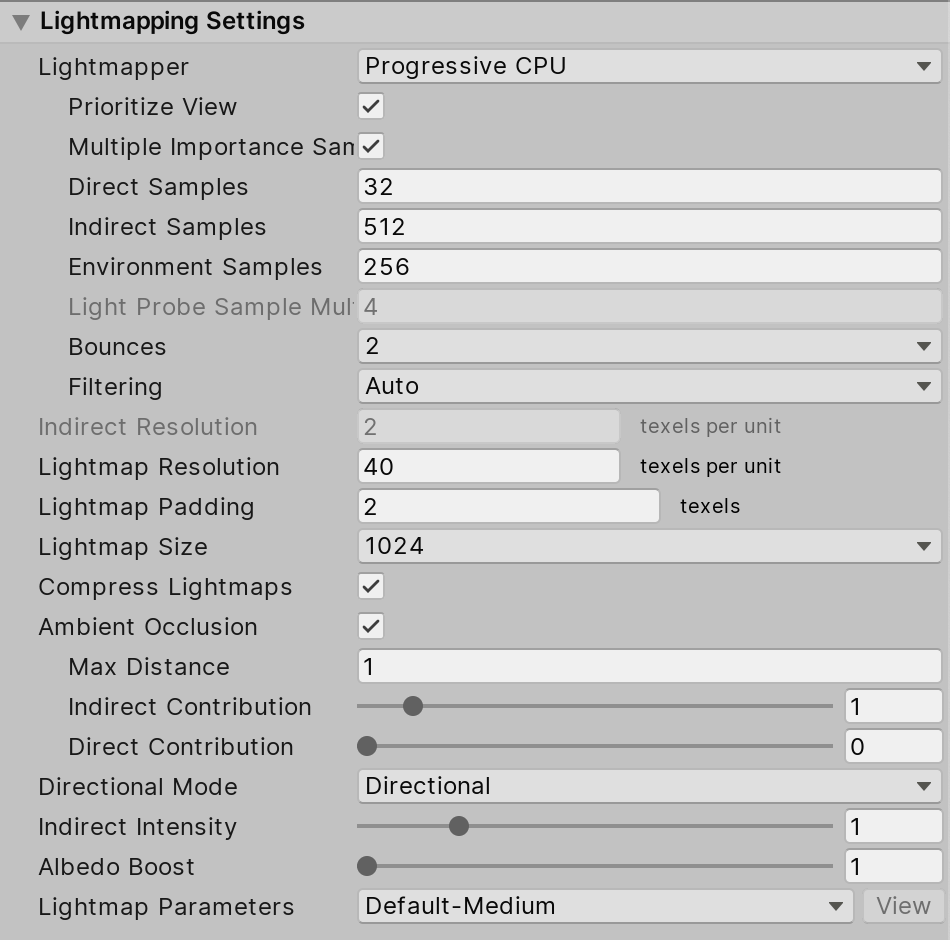 Lightmapping Settings
Lightmapper Progressive CPU
Prioritize View
Multiple Importance Sam
Direct Samples 32
Indirect Samples 512
Environment Samples 256
Light Probe Sample Mul 4
Bounces 2
Filtering Auto
Indirect Resolution 2 texels per unit
Lightmap Resolution 40 texels per unit
Lightmap Padding 2 texels
Lightmap Size 1024
Compress Lightmaps
Ambient Occlusion
Max Distance 1
Indirect Contribution 1
Direct Contribution 0
Directional Mode Directional
Indirect Intensity 1
Albedo Boost 1
Lightmap Parameters Default-Medium View